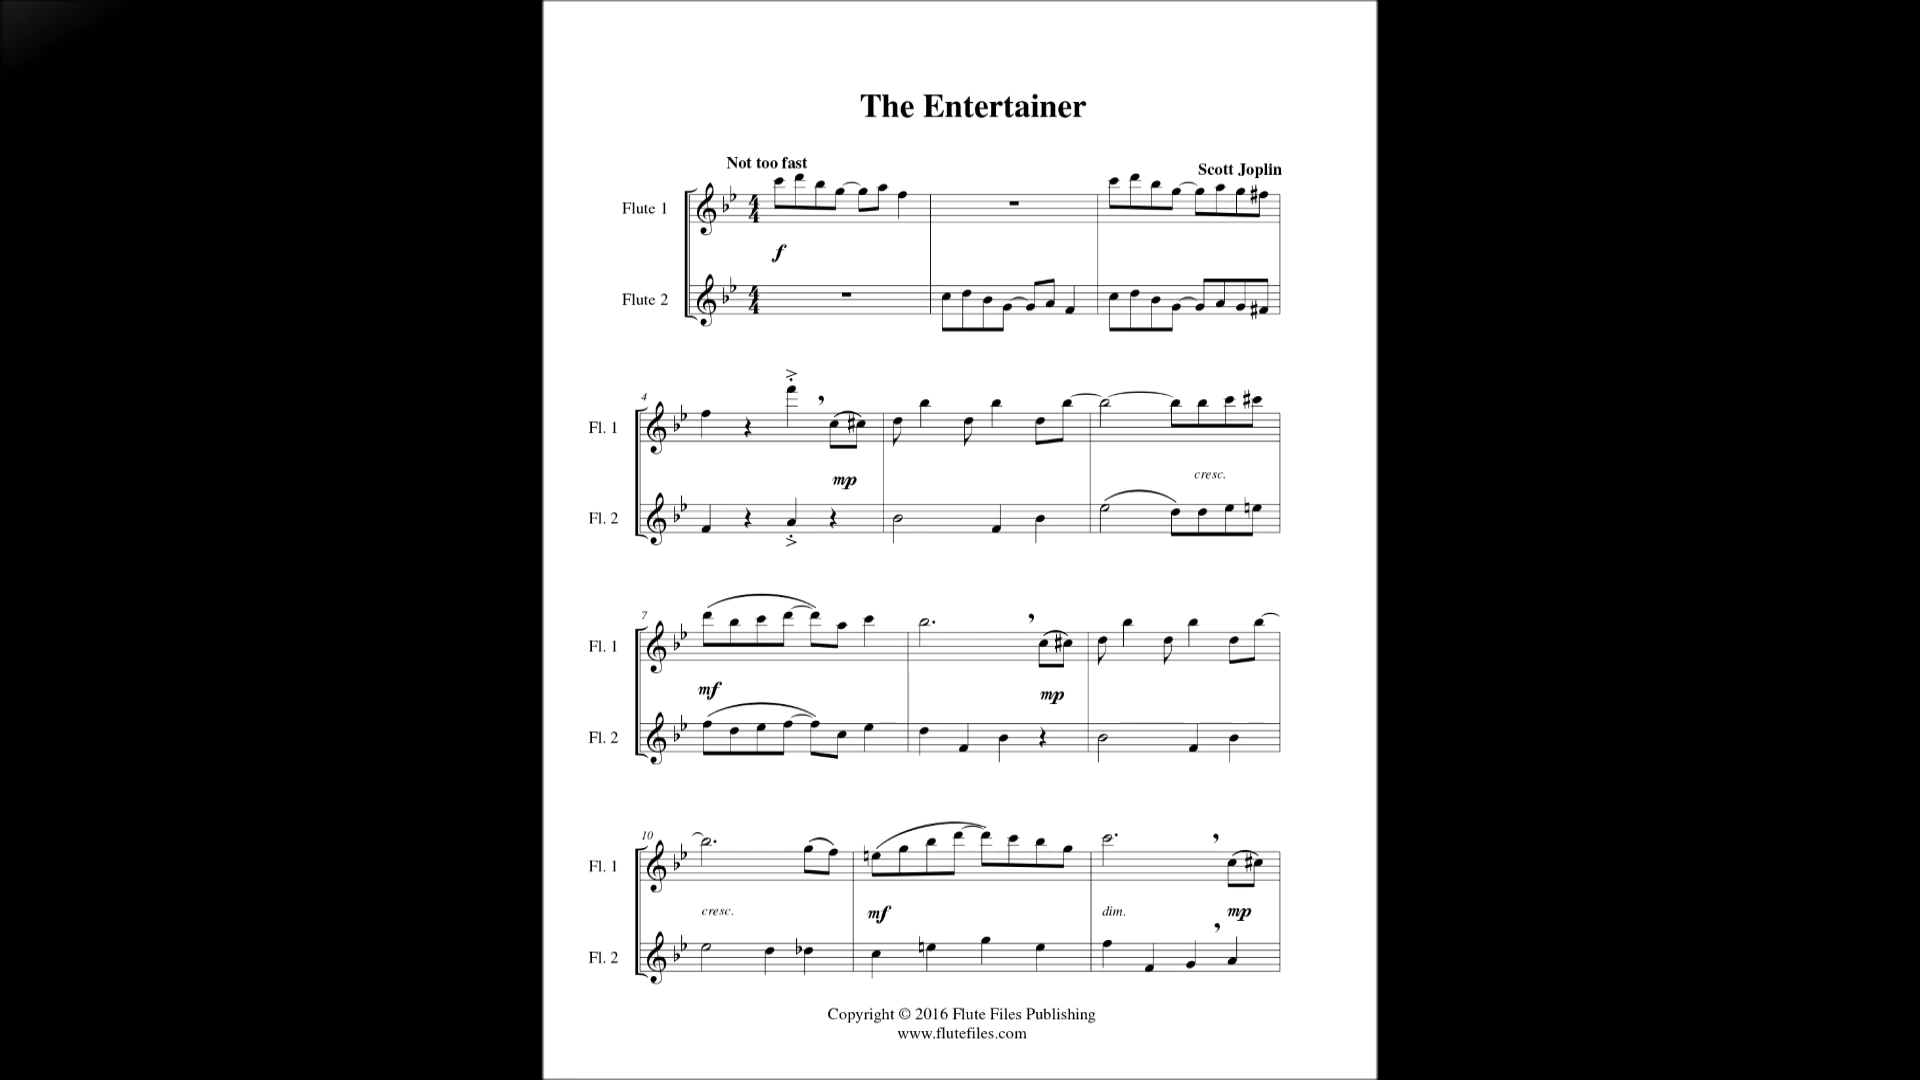 The Entertainer
Not too fast
Scott Joplin
Flute 1
f
Flute 2
4
Fl. 1
mp
cresc.
Fl. 2
7
Fl. 1
mf
mp
Fl. 2
10
Fl. 1
cresc.
mf
dim.
mp
Fl. 2
Copyright © 2016 Flute Files Publishing
www.flutefiles.com